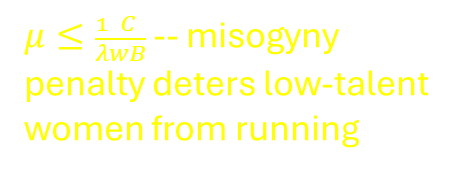 μ ≤ 1/λ C/wB -- misogyny
penalty deters low-talent
women from running